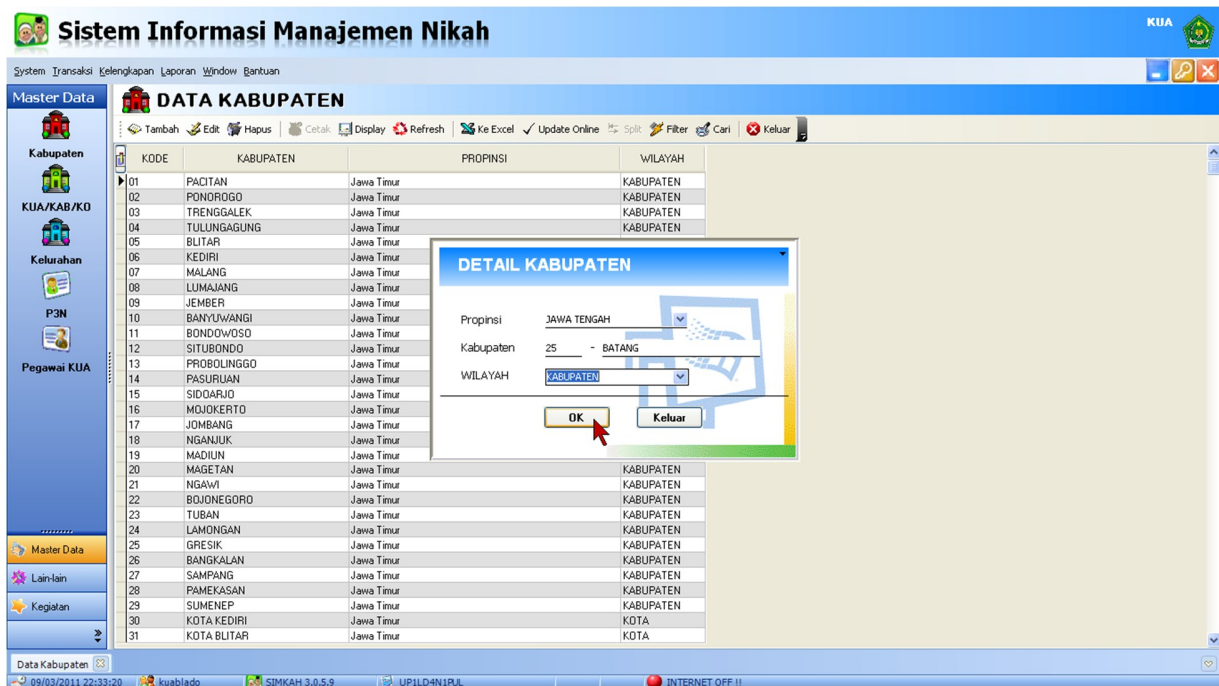 Sistem Informasi Manajemen Nikah
KUA
System Transaksi Kelengkapan Laporan Window Bantuan
Master Data
DATA KABUPATEN
Tambah Edit Hapus Cetak Display Refresh Ke Excel Update Online Split Filter Cari Keluar
Kabupaten
KUA/KAB/KO
Kelurahan
P3N
Pegawai KUA
KODE KABUPATEN PROPINSI WILAYAH
01 PACITAN Jawa Timur KABUPATEN
02 PONOROGO Jawa Timur KABUPATEN
03 TRENGGALEK Jawa Timur KABUPATEN
04 TULUNGAGUNG Jawa Timur KABUPATEN
05 BLITAR Jawa Timur
06 KEDIRI Jawa Timur
07 MALANG Jawa Timur
08 LUMAJANG Jawa Timur
09 JEMBER Jawa Timur
10 BANYUWANGI Jawa Timur
11 BONDOWOSO Jawa Timur
12 SITUBONDO Jawa Timur
13 PROBOLINGGO Jawa Timur
14 PASURUAN Jawa Timur
15 SIDOARJO Jawa Timur
16 MOJOKERTO Jawa Timur
17 JOMBANG Jawa Timur
18 NGANJUK Jawa Timur
19 MADIUN Jawa Timur
20 MAGETAN Jawa Timur KABUPATEN
21 NGAWI Jawa Timur KABUPATEN
22 BOJONEGORO Jawa Timur KABUPATEN
23 TUBAN Jawa Timur KABUPATEN
24 LAMONGAN Jawa Timur KABUPATEN
25 GRESIK Jawa Timur KABUPATEN
26 BANGKALAN Jawa Timur KABUPATEN
27 SAMPANG Jawa Timur KABUPATEN
28 PAMEKASAN Jawa Timur KABUPATEN
29 SUMENEP Jawa Timur KABUPATEN
30 KOTA KEDIRI Jawa Timur KOTA
31 KOTA BLITAR Jawa Timur KOTA
DETAIL KABUPATEN
Propinsi JAWA TENGAH
Kabupaten 25 - BATANG
WILAYAH KABUPATEN
OK Keluar
Master Data
Lain-lain
Kegiatan
Data Kabupaten
09/03/2011 22:33:20 kuablado SIMKAH 3.0.5.9 UP1LD4N1PUL INTERNET OFF !!